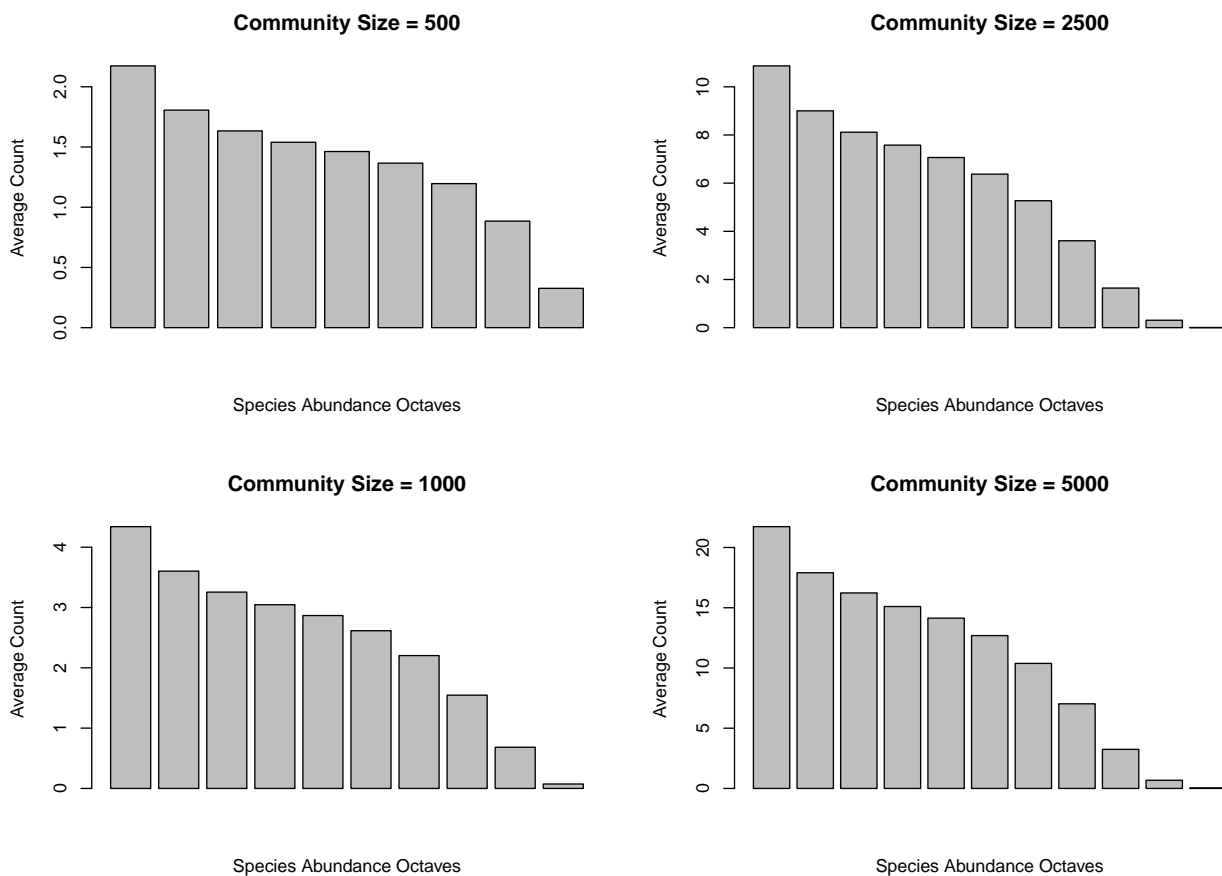 Community Size = 500
Average Count
2.0
1.5
1.0
0.5
0.0
Species Abundance Octaves
Community Size = 2500
Average Count
10
8
6
4
2
0
Species Abundance Octaves
Community Size = 1000
Average Count
4
3
2
1
0
Species Abundance Octaves
Community Size = 5000
Average Count
20
15
10
5
0
Species Abundance Octaves